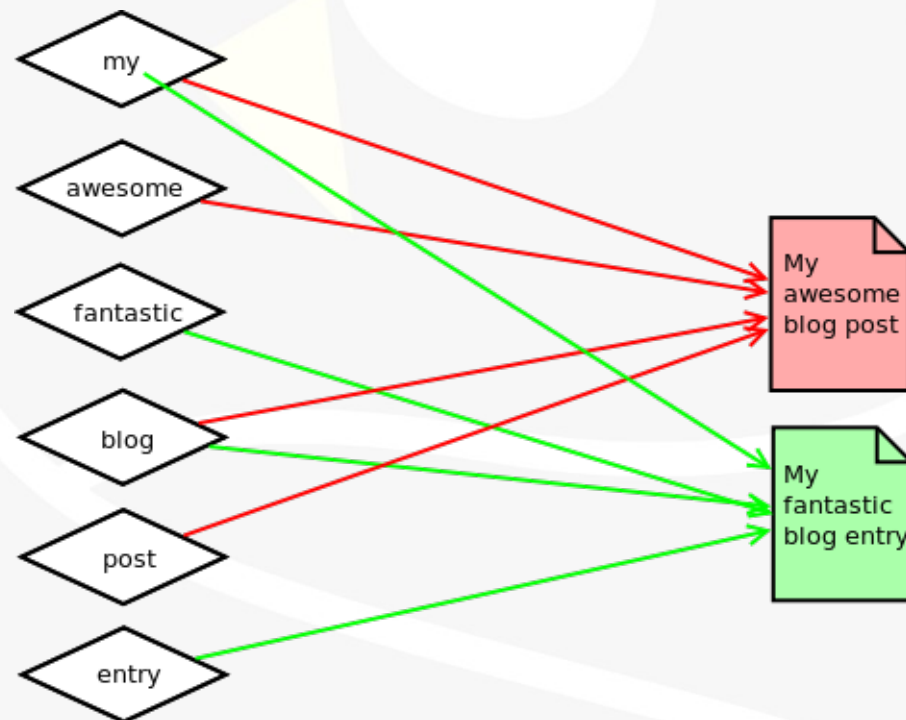 my
awesome
fantastic
blog
post
entry
My
awesome
blog post
My
fantastic
blog entry